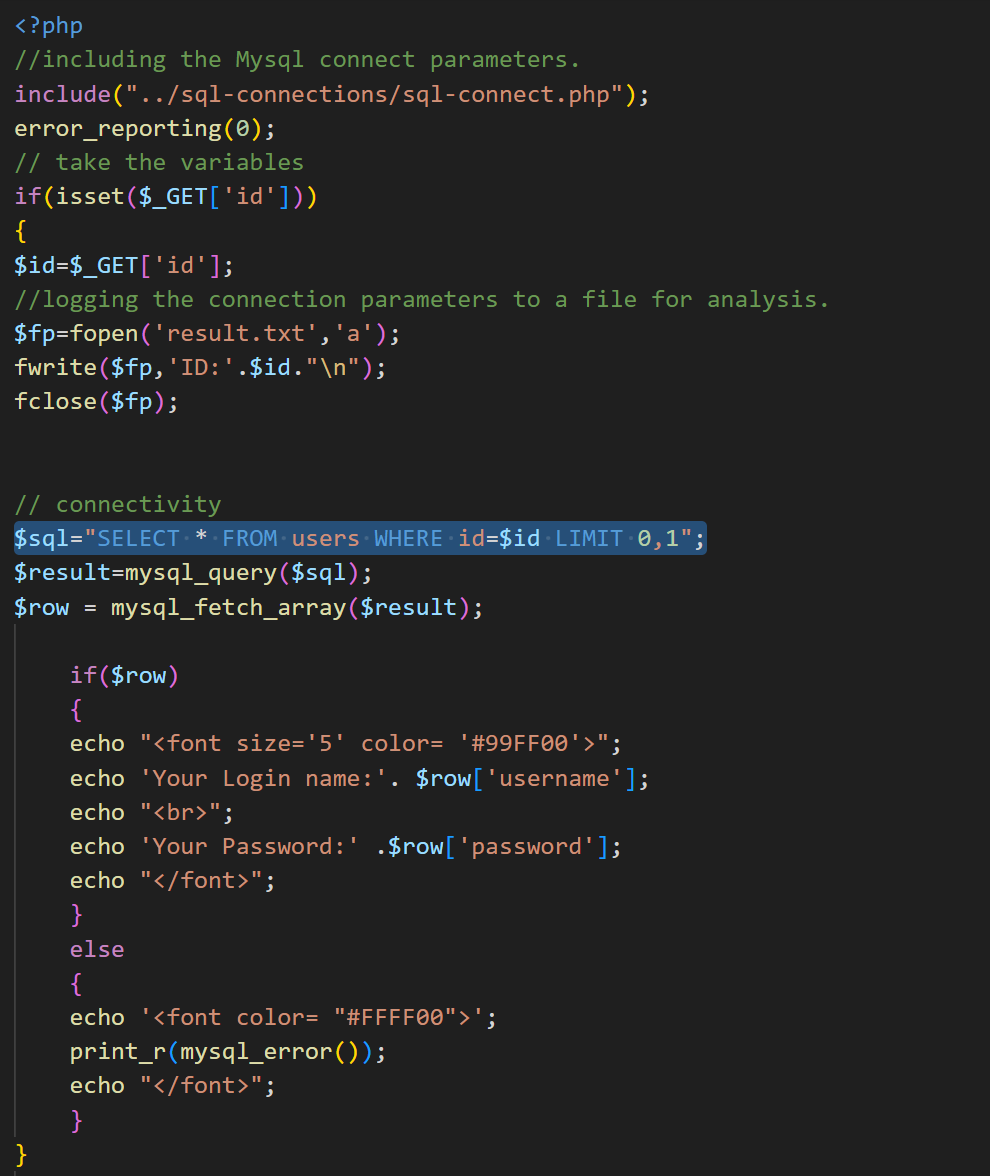 <?php
//including the Mysql connect parameters.
include("../sql-connections/sql-connect.php");
error_reporting(0);
// take the variables
if(isset($_GET['id']))
{
$id=$_GET['id'];
//logging the connection parameters to a file for analysis.
$fp=fopen('result.txt','a');
fwrite($fp,'ID:'.$id."\n");
fclose($fp);
// connectivity
$sql="SELECT * FROM users WHERE id=$id LIMIT 0,1";
$result=mysql_query($sql);
$row = mysql_fetch_array($result);
if($row)
{
echo "<font size='5' color= '#99FF00'>";
echo 'Your Login name:'. $row['username'];
echo "<br>";
echo 'Your Password:' .$row['password'];
echo "</font>";
}
else
{
echo '<font color= "#FFFF00">';
print_r(mysql_error());
echo "</font>";
}
}